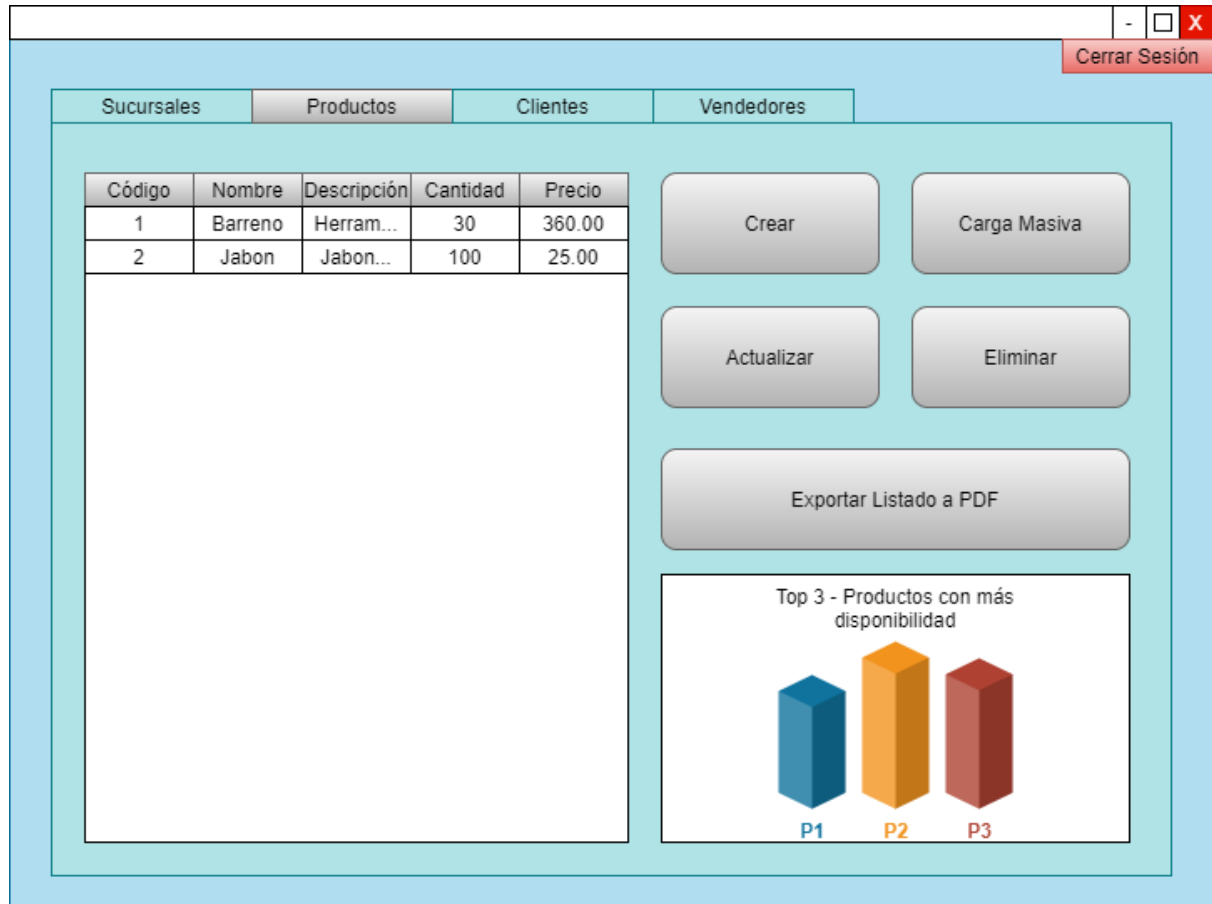 - X
Cerrar Sesión
Sucursales Productos Clientes Vendedores
Código Nombre Descripción Cantidad Precio
1 Barreno Herram... 30 360.00
2 Jabon Jabon... 100 25.00
Crear Carga Masiva
Actualizar Eliminar
Exportar Listado a PDF
Top 3 - Productos con más
disponibilidad
P1 P2 P3